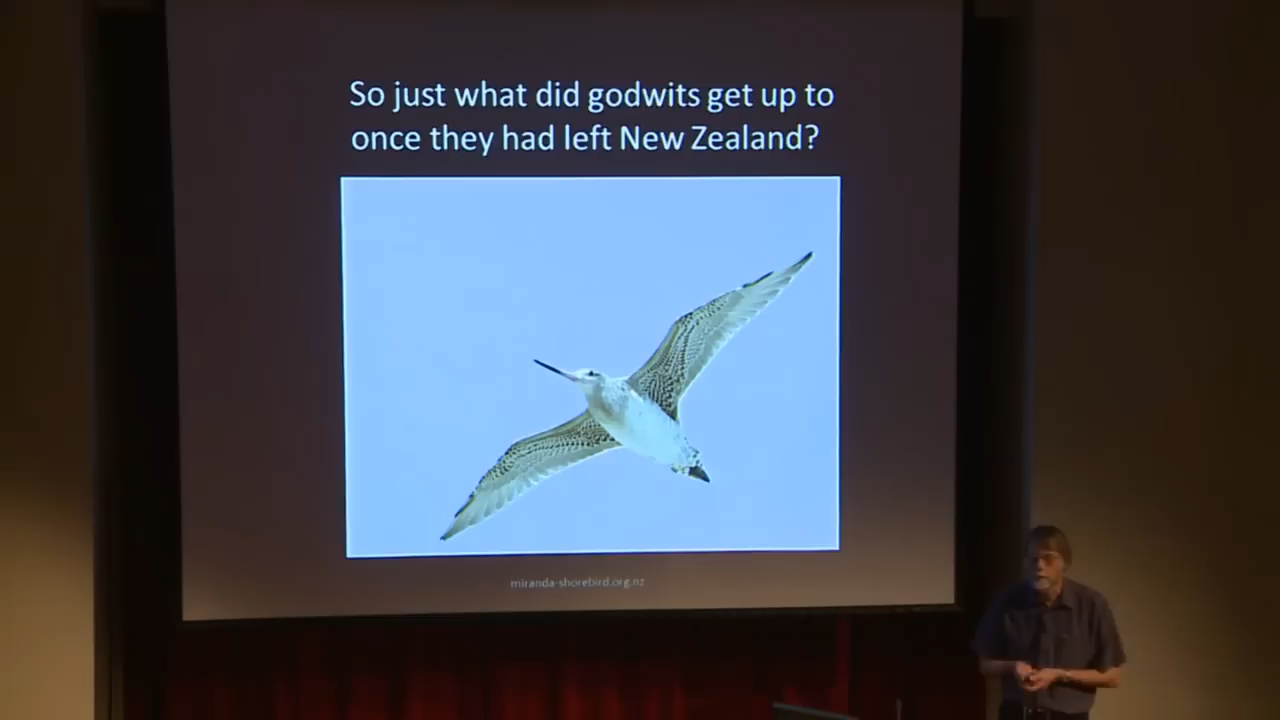 So just what did godwits get up to
once they had left New Zealand?
miranda-shorebird.org.nz